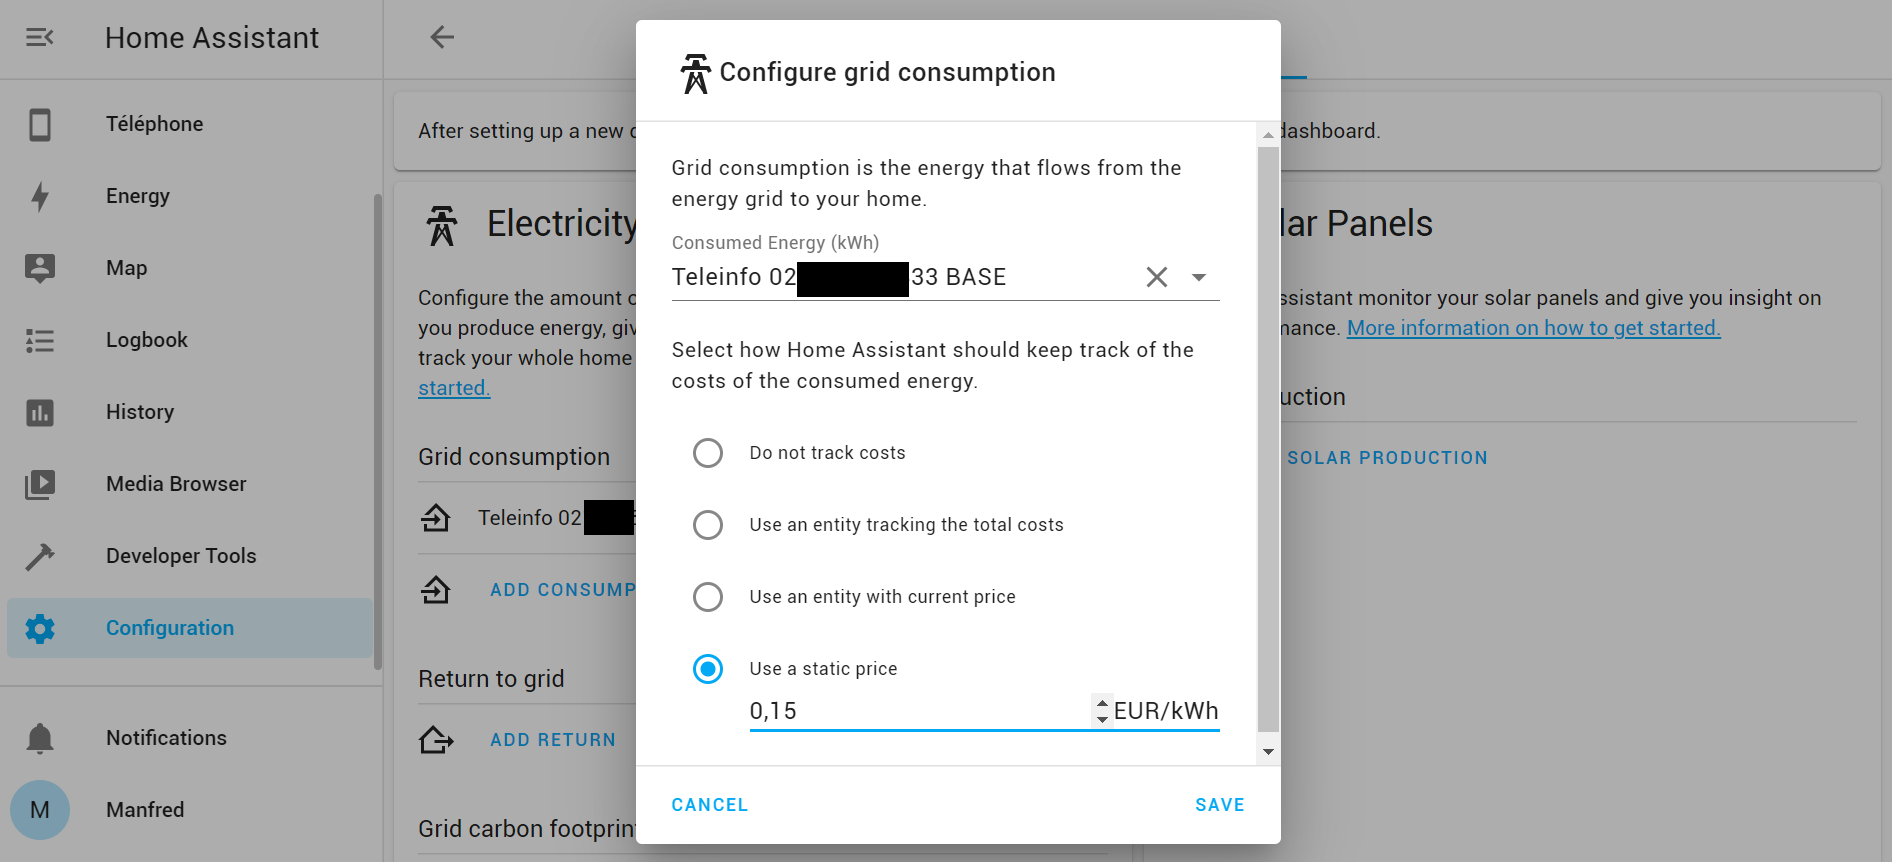 Home Assistant
Téléphone
Energy
Map
Logbook
History
Media Browser
Developer Tools
Configuration
Notifications
M
Manfred
After setting up a new
dashboard.
Electricity
Configure the amount
you produce energy,
track your whole home
started.
Grid consumption
Teleinfo 02
ADD CONSUMP
Return to grid
ADD RETURN
Grid carbon footprin
Configure grid consumption
Grid consumption is the energy that flows from the
energy grid to your home.
Consumed Energy (kWh)
Teleinfo 02 33 BASE
Select how Home Assistant should keep track of the
costs of the consumed energy.
Do not track costs
Use an entity tracking the total costs
Use an entity with current price
Use a static price
0,15 EUR/kWh
CANCEL
SAVE
lar Panels
ssistant monitor your solar panels and give you insight on
mance. More information on how to get started.
uction
SOLAR PRODUCTION